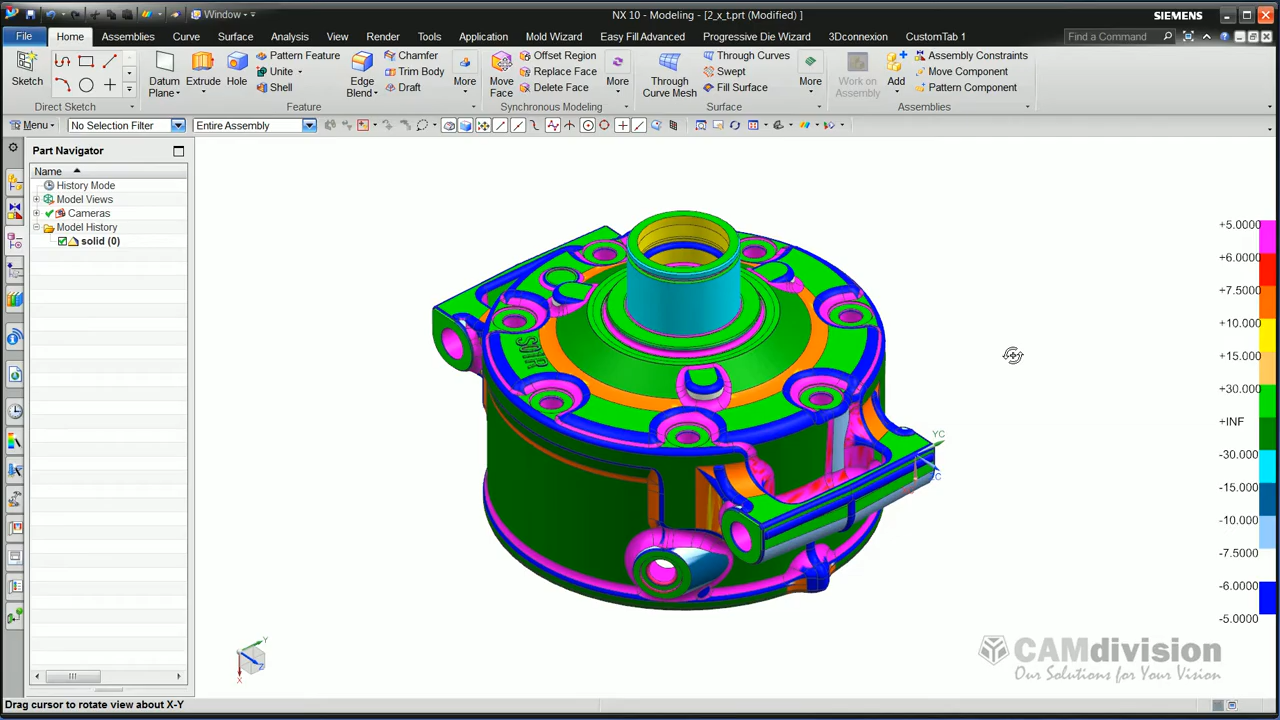 NX 10 - Modeling - [2_x_t.prt (Modified) ]
SIEMENS
Window
File Home Assemblies Curve Surface Analysis View Render Tools Application Mold Wizard Easy Fill Advanced Progressive Die Wizard 3Dconnexion CustomTab 1
Find a Command
Sketch
Direct Sketch
Datum Plane
Extrude
Hole
Pattern Feature
Unite
Shell
Edge Blend
Chamfer
Trim Body
Draft
More
Feature
Move Face
Offset Region
Replace Face
Delete Face
More
Synchronous Modeling
Through Curve Mesh
Through Curves
Swept
Fill Surface
More
Surface
Work on Assembly
Add
Assembly Constraints
Move Component
Pattern Component
Assemblies
Menu
No Selection Filter
Entire Assembly
Part Navigator
Name
History Mode
Model Views
Cameras
Model History
solid (0)
+5.0000
+6.0000
+7.5000
+10.000
+15.000
+30.000
+INF
-30.000
-15.000
-10.000
-7.5000
-6.0000
-5.0000
YC
Y
Z
X
CAMdivision
Our Solutions for Your Vision
Drag cursor to rotate view about X-Y